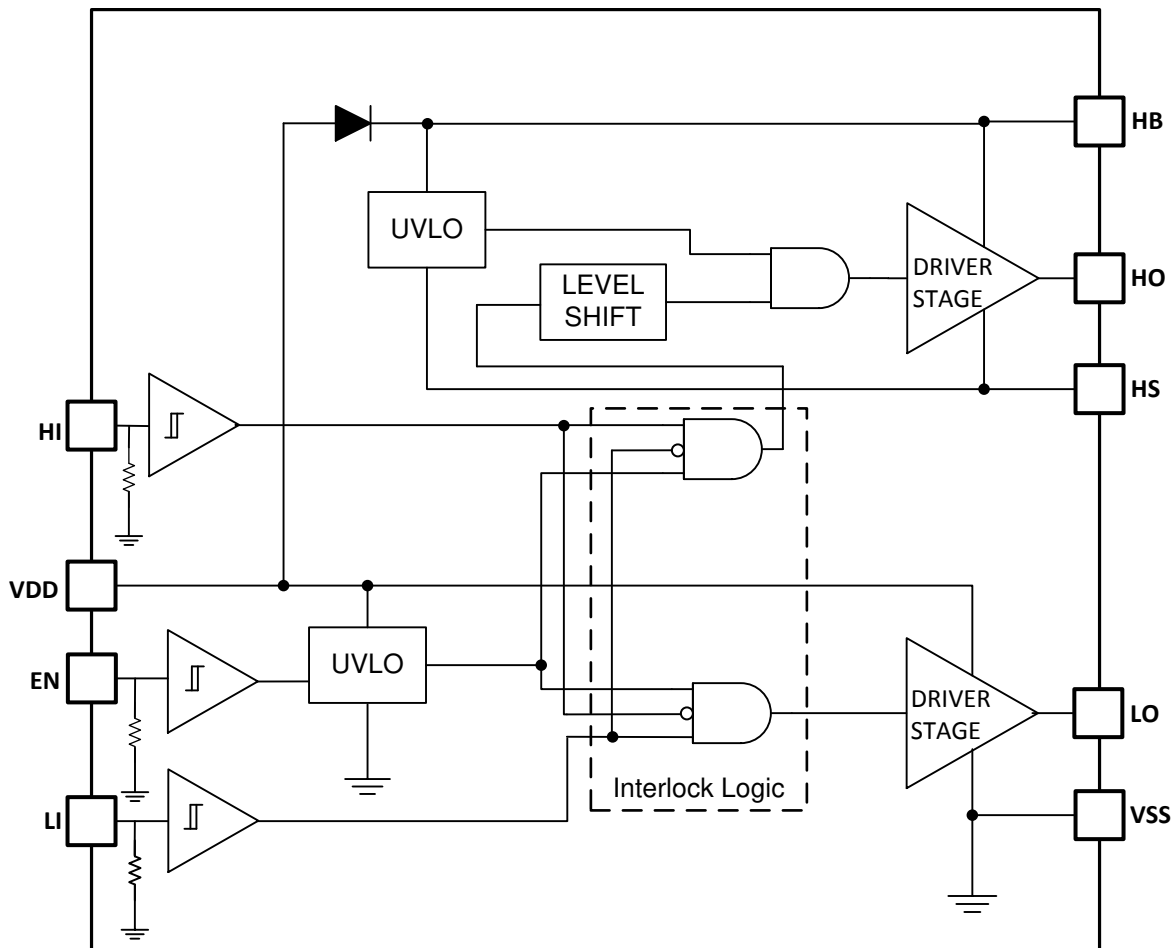 HB
UVLO
LEVEL
SHIFT
DRIVER
STAGE
HO
HS
HI
VDD
EN
UVLO
DRIVER
STAGE
LO
Interlock Logic
LI
VSS